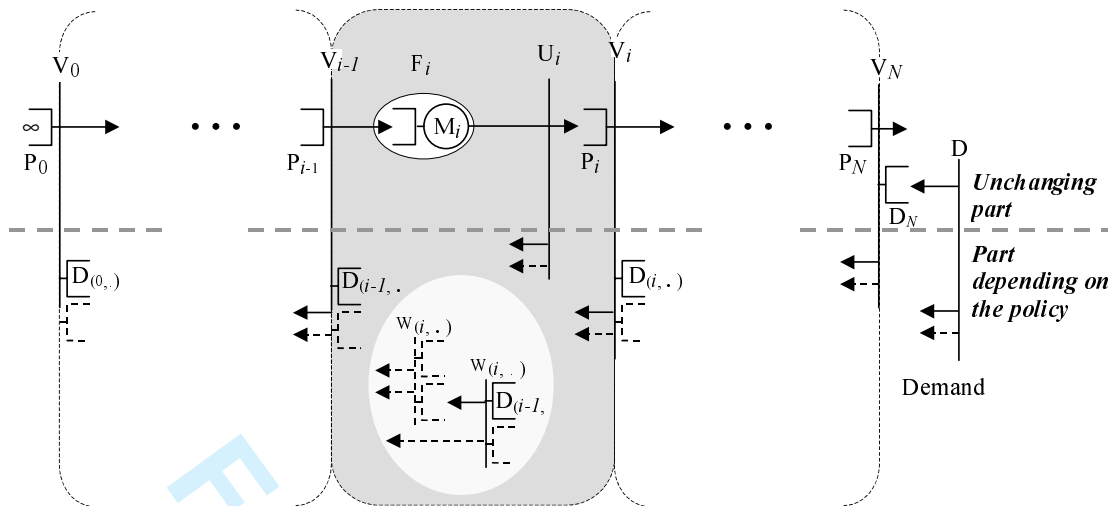 V0
Vi-1
Fi
Ui
Vi
VN
∞
P0
• • •
Pi-1
Mi
Pi
• • •
PN
D
DN
Unchanging
part
D(0,.)
D(i-1, .
D(i, .)
Part
depending on
the policy
W(i, .)
W(i, .)
D(i-1,
Demand
F